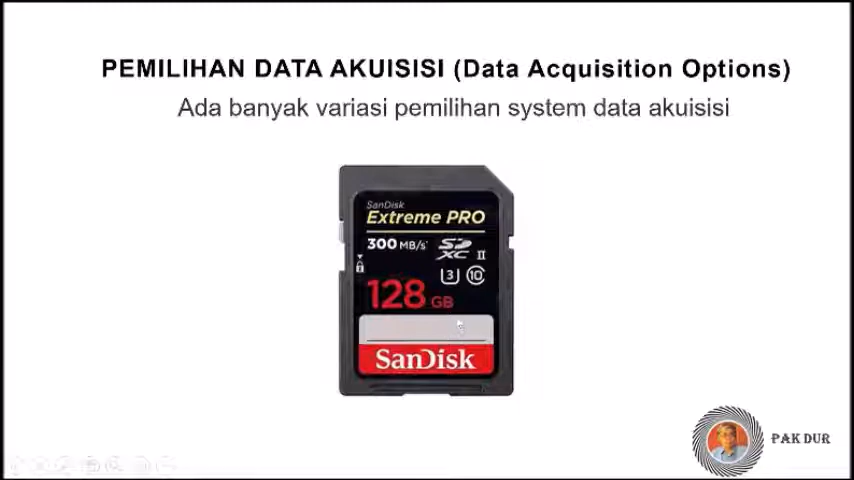 PEMILIHAN DATA AKUISISI (Data Acquisition Options)
Ada banyak variasi pemilihan system data akuisisi
SanDisk
Extreme PRO
300 MB/s
SD XC II
3 10
128 GB
SanDisk
PAK DUR